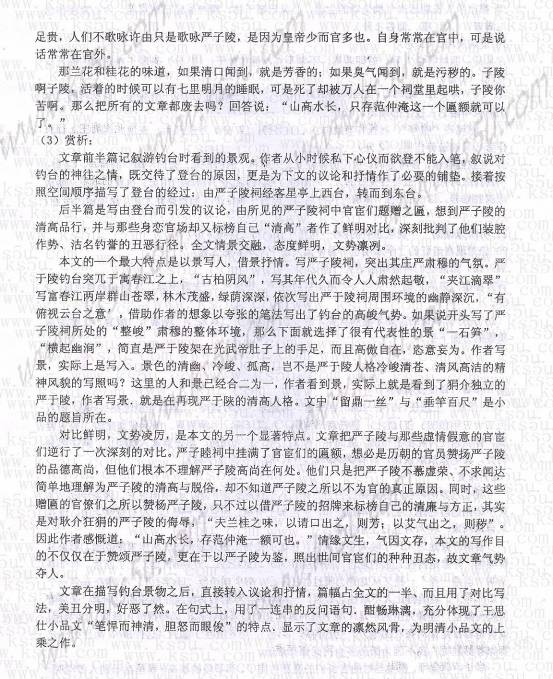 足贵，人们不歌咏许由只是歌咏严子陵，是因为皇帝少而官多也。自身常常在官中，可是说
话常常在官外。
那兰花和桂花的味道，如果清口闻到，就是芳香的；如果臭气闻到，就是污秽的。子陵
啊子陵，活着的时候可以有七里明月的睡眠，可是死了却被万人在一个祠堂里起哄，子陵你
苦啊。那么把所有的文章都废去吗？回答说：“山高水长，只存范仲淹这一个匾额就可以
了。”
（3）赏析：
文章前半篇记叙游钓台时看到的景观。作者从小时候私下心仪而欲登不能入笔，叙说对
钓台的神往之情，既交待了登台的原因，更是为下文的议论和抒情作了必要的铺垫。接着按
照空间顺序描写了登台的经过：由严子陵祠经客星亭上西台，转而到东台。
后半篇是写由登台而引发的议论，由所见的严子陵祠中官宦们题赠之匾，想到严子陵的
清高品行，并与那些身恋官场却又标榜自己“清高”者作了鲜明对比，深刻批判了他们装腔
作势、沽名钓誉的丑恶行径。全文情景交融，态度鲜明，文势凛冽。
本文的一个最大特点是以景写人，借景抒情。写严子陵祠，突出其庄严肃穆的气氛。严
于陵钓台突兀于寓春江之上，“古柏阴风”，写其年代久而令人人肃然起敬，“夹江滴翠”
写富春江两岸群山苍翠，林木茂盛，绿荫深深，依次写出严于陵祠周围环境的幽静深沉，“有
俯视云台之意’，借助作者的想象以夸张的笔法写出了钓台的高峻气势。如果说开头写了严
子陵祠所处的“整峻”肃穆的整体环境，那么下面就选择了很有代表性的景“一石笋”，
“横起幽涧”，简直是严于陵架在光武帝肚子上的手足，而且高傲自在，恣意妄为。作者写
景，实际上是写入。景色的清幽、冷峻、孤高，岂不是严于陵人格冷峻清苍、清风高洁的精
神风貌的写照吗？这里的人和景已经合二为一，作者看到景，实际上就是看到了狷介独立的
严于陵，作者写景．就是在再现严于陕的清高人格。文中“留鼎一丝”与“垂竿百尺”是小
品的题旨所在。
对比鲜明，文势凌厉，是本文的另一个显著特点。文章把严子陵与那些虚情假意的官宦
们逆行了一次深刻的对比。严子睦祠中挂满了官宦们的匾额，想必是历朝的官员赞扬严子陵
的品德高尚，但他们根本不理解严子陵高尚在何处。他们只是把严子陵不慕虚荣、不求闻达
简单地理解为严子陵的清高与脱俗，却不知道严子陵之所以不为官的真正原因。同时，这些
赠匾的官僚们之所以赞杨严子陵，只不过以借严子陵的招牌来标榜自己的清廉与方正，其实
是对耿介狂狷的严子陵的侮辱，“夫兰桂之味，以请口出之，则芳；以艾气出之，则秽”。
因此作者感慨道：“山高水长，存范仲淹一额可也。”情缘文生，气因文存，本文的写作目
的不仅仅在于赞颂严子陵，更在于以严子陵为鉴，照出世间官宦们的种种丑态，故文章气势
夺人。
文章在描写钓台景物之后，直接转入议论和抒情，篇幅占全文的一半、而且用了对比写
法，美丑分明，好恶了然。在句式上，用了一连串的反问语句．酣畅琳漓，充分体现了王思
仕小品文“笔悍而神清，胆怒而眼俊”的特点．显示了文章的凛然风骨，为明清小品文的上
乘之作。